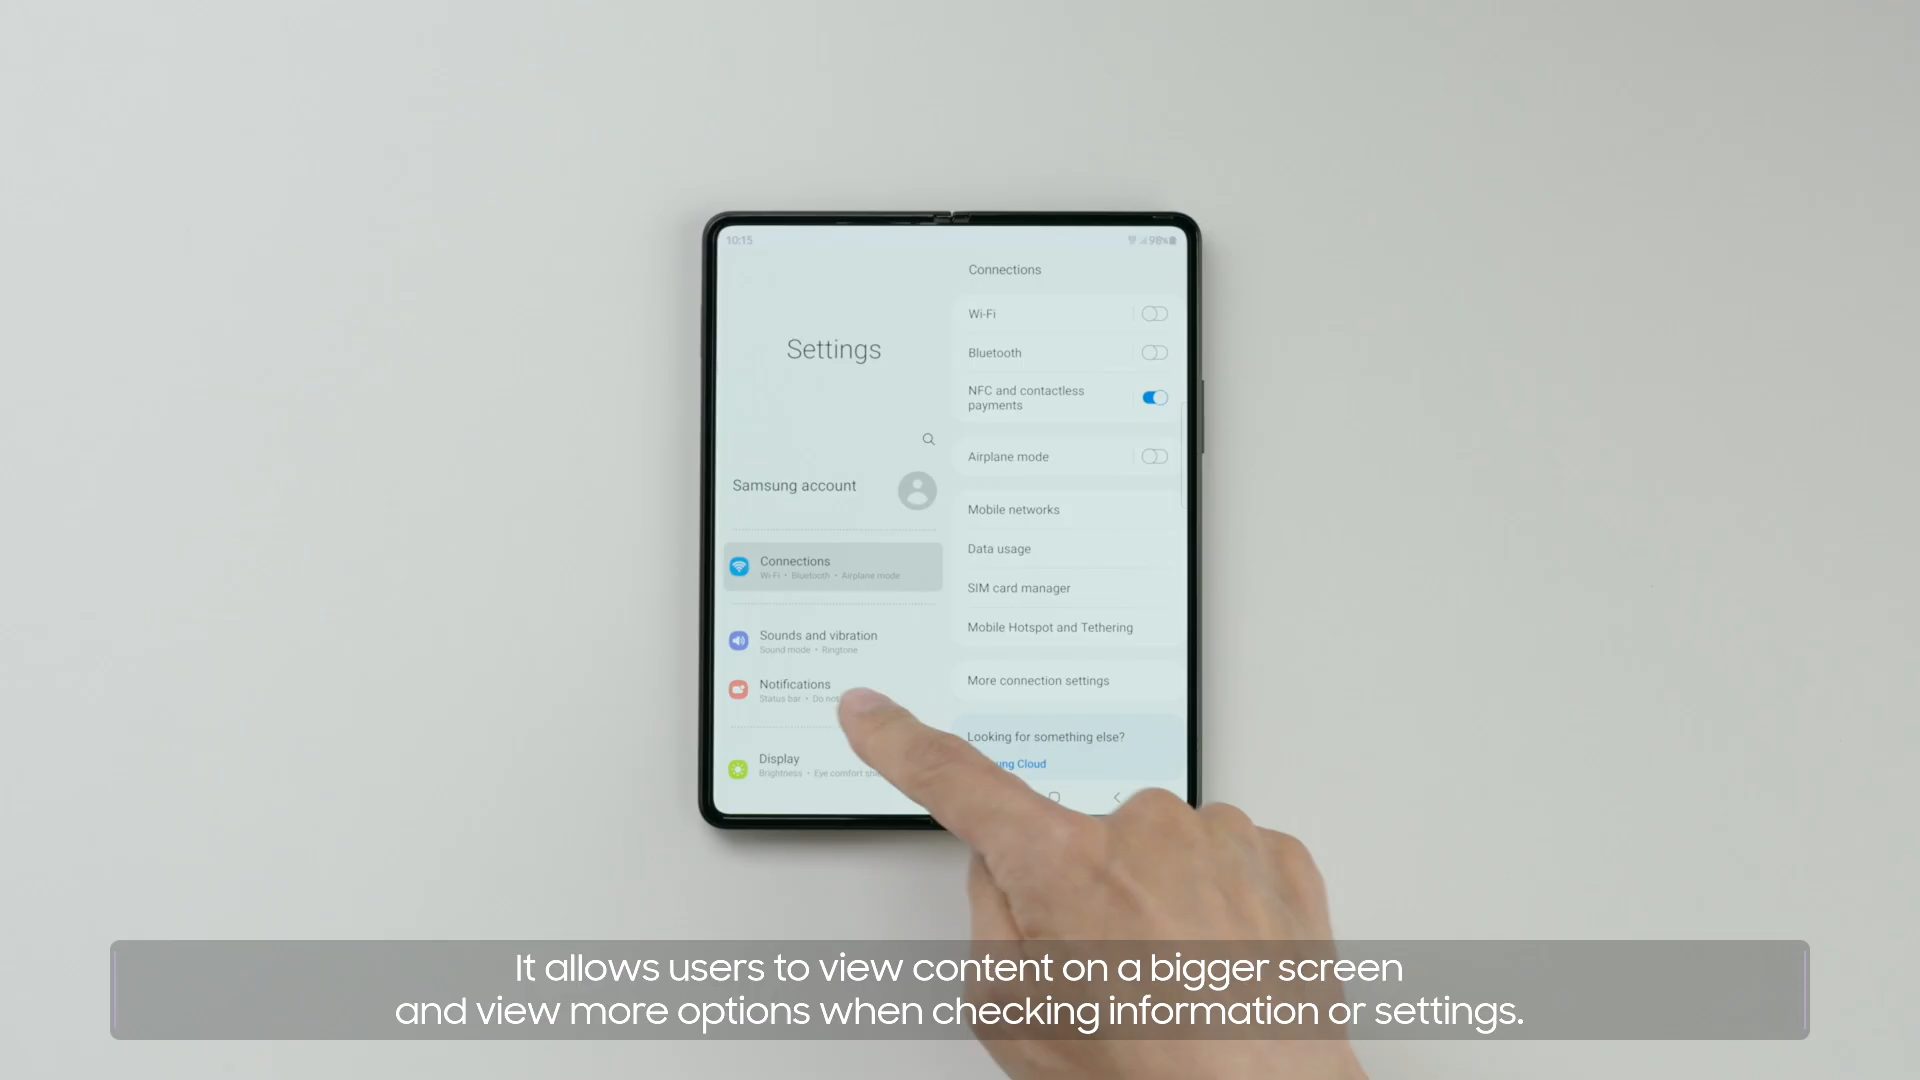 10:15
98%
Settings
Samsung account
Connections
Wi-Fi • Bluetooth • Airplane mode
Sounds and vibration
Sound mode • Ringtone
Notifications
Status bar • Do not
Display
Brightness • Eye comfort
Connections
Wi-Fi
Bluetooth
NFC and contactless
payments
Airplane mode
Mobile networks
Data usage
SIM card manager
Mobile Hotspot and Tethering
More connection settings
Looking for something else?
Cloud
It allows users to view content on a bigger screen
and view more options when checking information or settings.